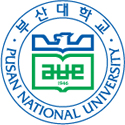 부산대학교
1946
PUSAN NATIONAL UNIVERSITY